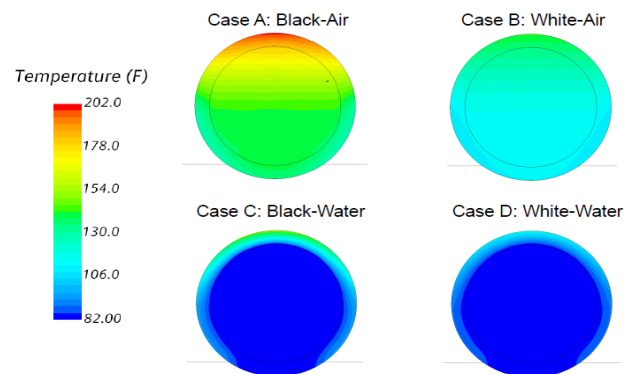 Case A: Black-Air
Case B: White-Air
Temperature (F)
202.0
178.0
154.0
130.0
106.0
82.00
Case C: Black-Water
Case D: White-Water